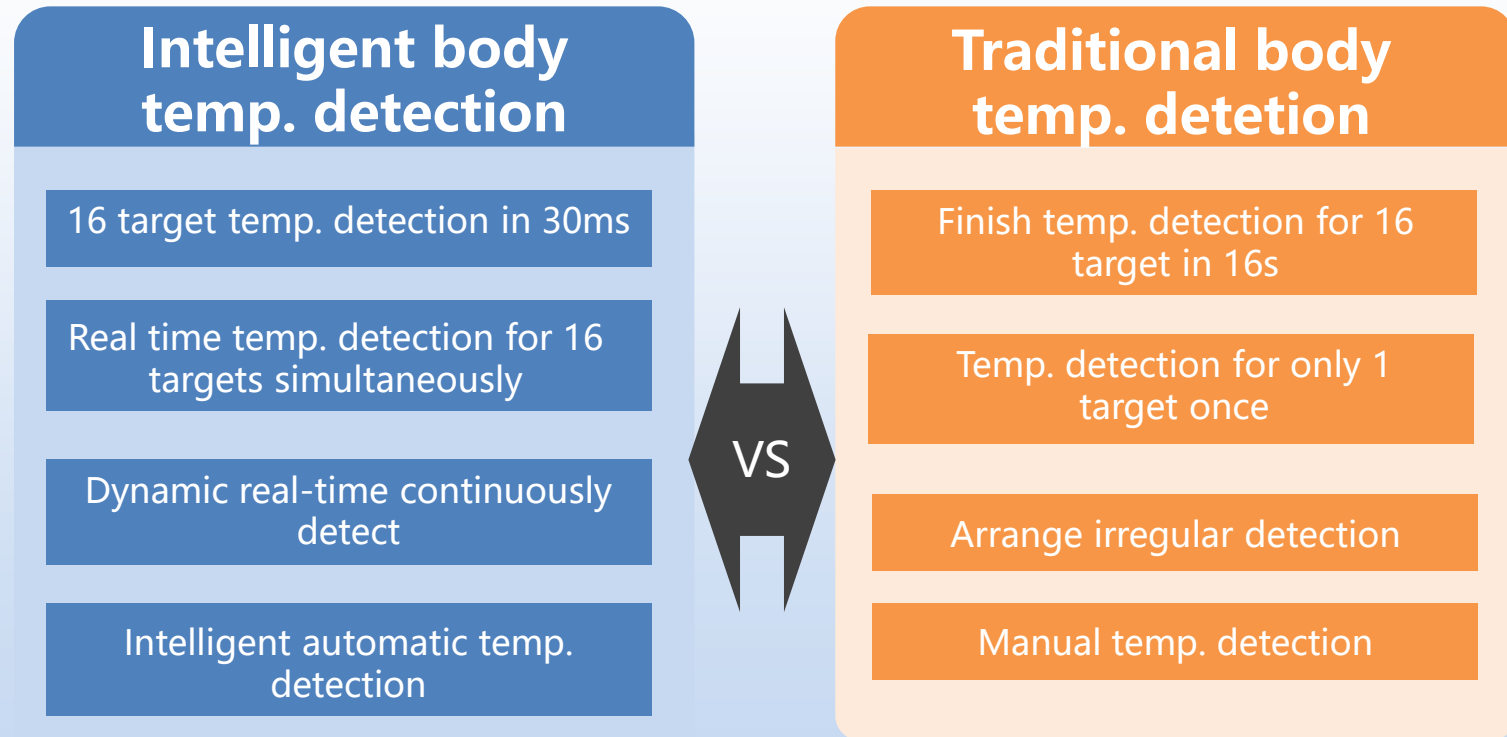 Intelligent body
temp. detection
16 target temp. detection in 30ms
Real time temp. detection for 16
targets simultaneously
Dynamic real-time continuously
detect
Intelligent automatic temp.
detection
VS
Traditional body
temp. detetion
Finish temp. detection for 16
target in 16s
Temp. detection for only 1
target once
Arrange irregular detection
Manual temp. detection